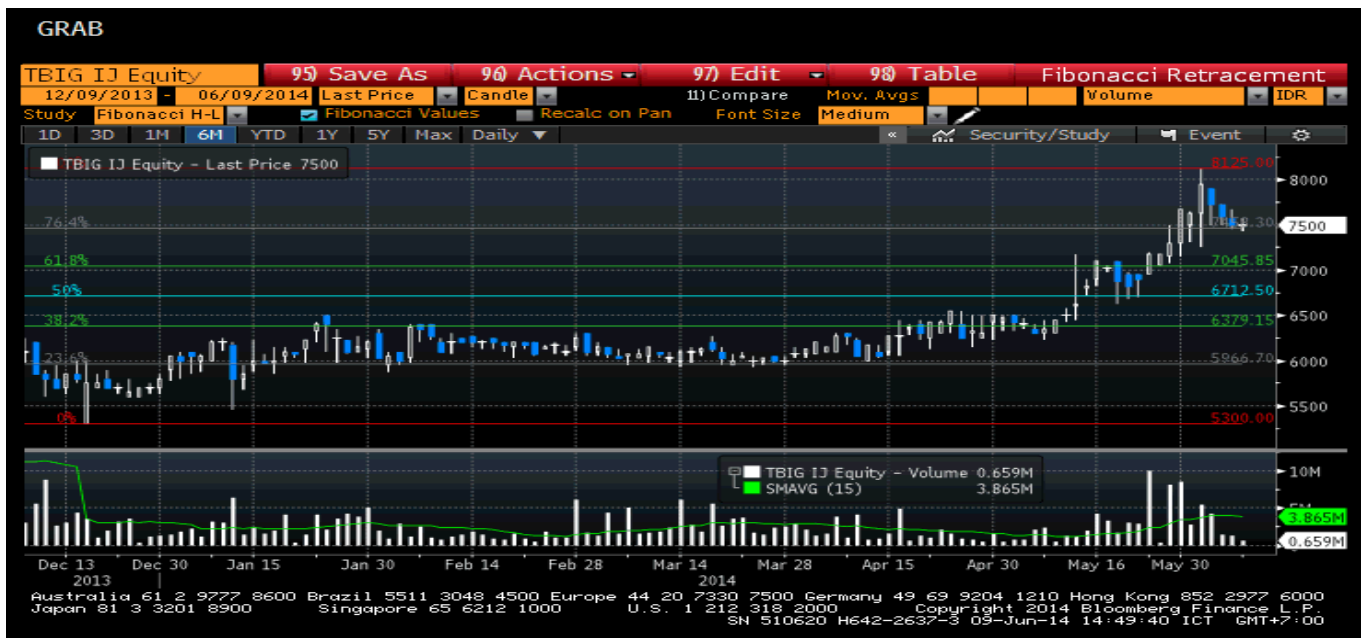 GRAB
TBIG IJ Equity 95) Save As 96) Actions 97) Edit 98) Table Fibonacci Retracement
12/09/2013 - 06/09/2014 Last Price Candle 11) Compare Mov. Avgs Volume IDR
Study Fibonacci H-L Fibonacci Values Recalc on Pan Font Size Medium
1D 3D 1M 6M YTD 1Y 5Y Max Daily ▼ « Security/Study Event
TBIG IJ Equity - Last Price 7500
8125.00
8000
76.4% 7458.30
7500
61.8% 7045.85
7000
50% 6712.50
6500
38.2% 6379.15
23.6% 5966.70
6000
5500
0% 5300.00
TBIG IJ Equity - Volume 0.659M
SMAVG (15) 3.865M
10M
5M
3.865M
0.659M
0
Dec 13 Dec 30 Jan 15 Jan 30 Feb 14 Feb 28 Mar 14 Mar 28 Apr 15 Apr 30 May 16 May 30
2013 2014
Australia 61 2 9777 8600 Brazil 5511 3048 4500 Europe 44 20 7330 7500 Germany 49 69 9204 1210 Hong Kong 852 2977 6000
Japan 81 3 3201 8900 Singapore 65 6212 1000 U.S. 1 212 318 2000 Copyright 2014 Bloomberg Finance L.P.
SN 510620 H642-2637-3 09-Jun-14 14:49:40 ICT GMT+7:00